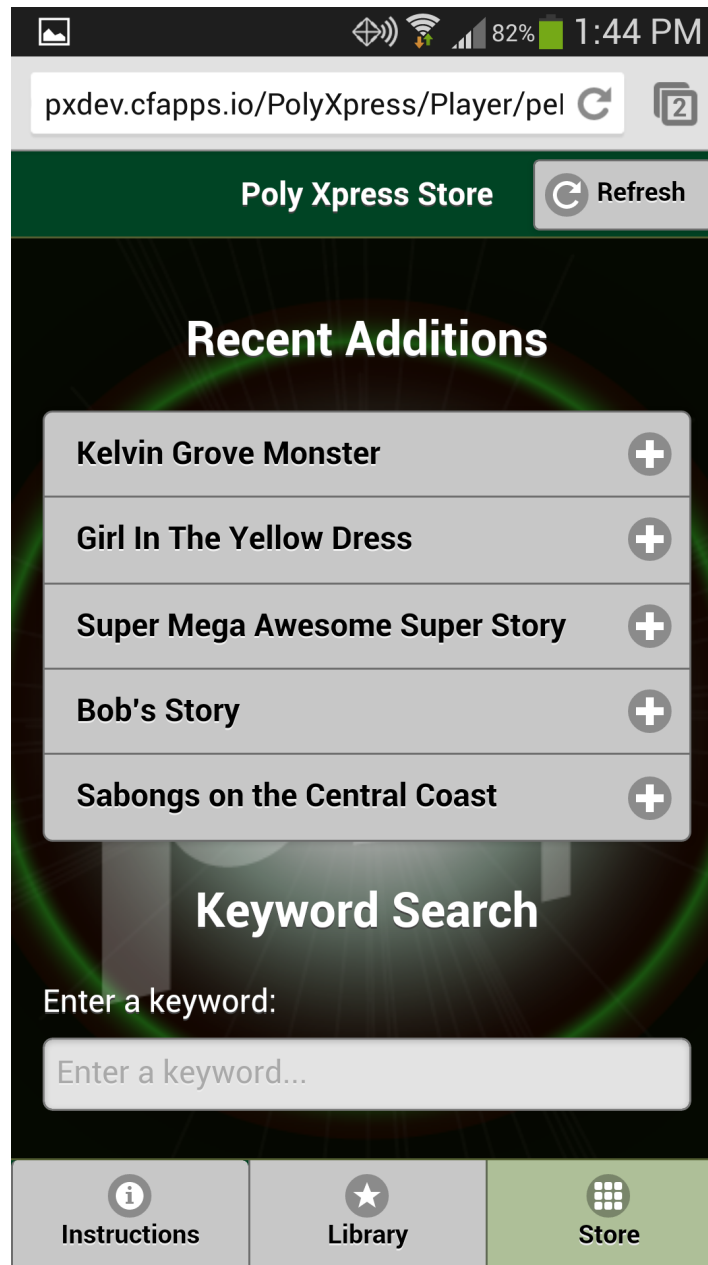 82% 1:44 PM
pxdev.cfapps.io/PolyXpress/Player/pel
2
Poly Xpress Store
Refresh
Recent Additions
Kelvin Grove Monster
Girl In The Yellow Dress
Super Mega Awesome Super Story
Bob's Story
Sabongs on the Central Coast
Keyword Search
Enter a keyword:
Enter a keyword...
Instructions
Library
Store